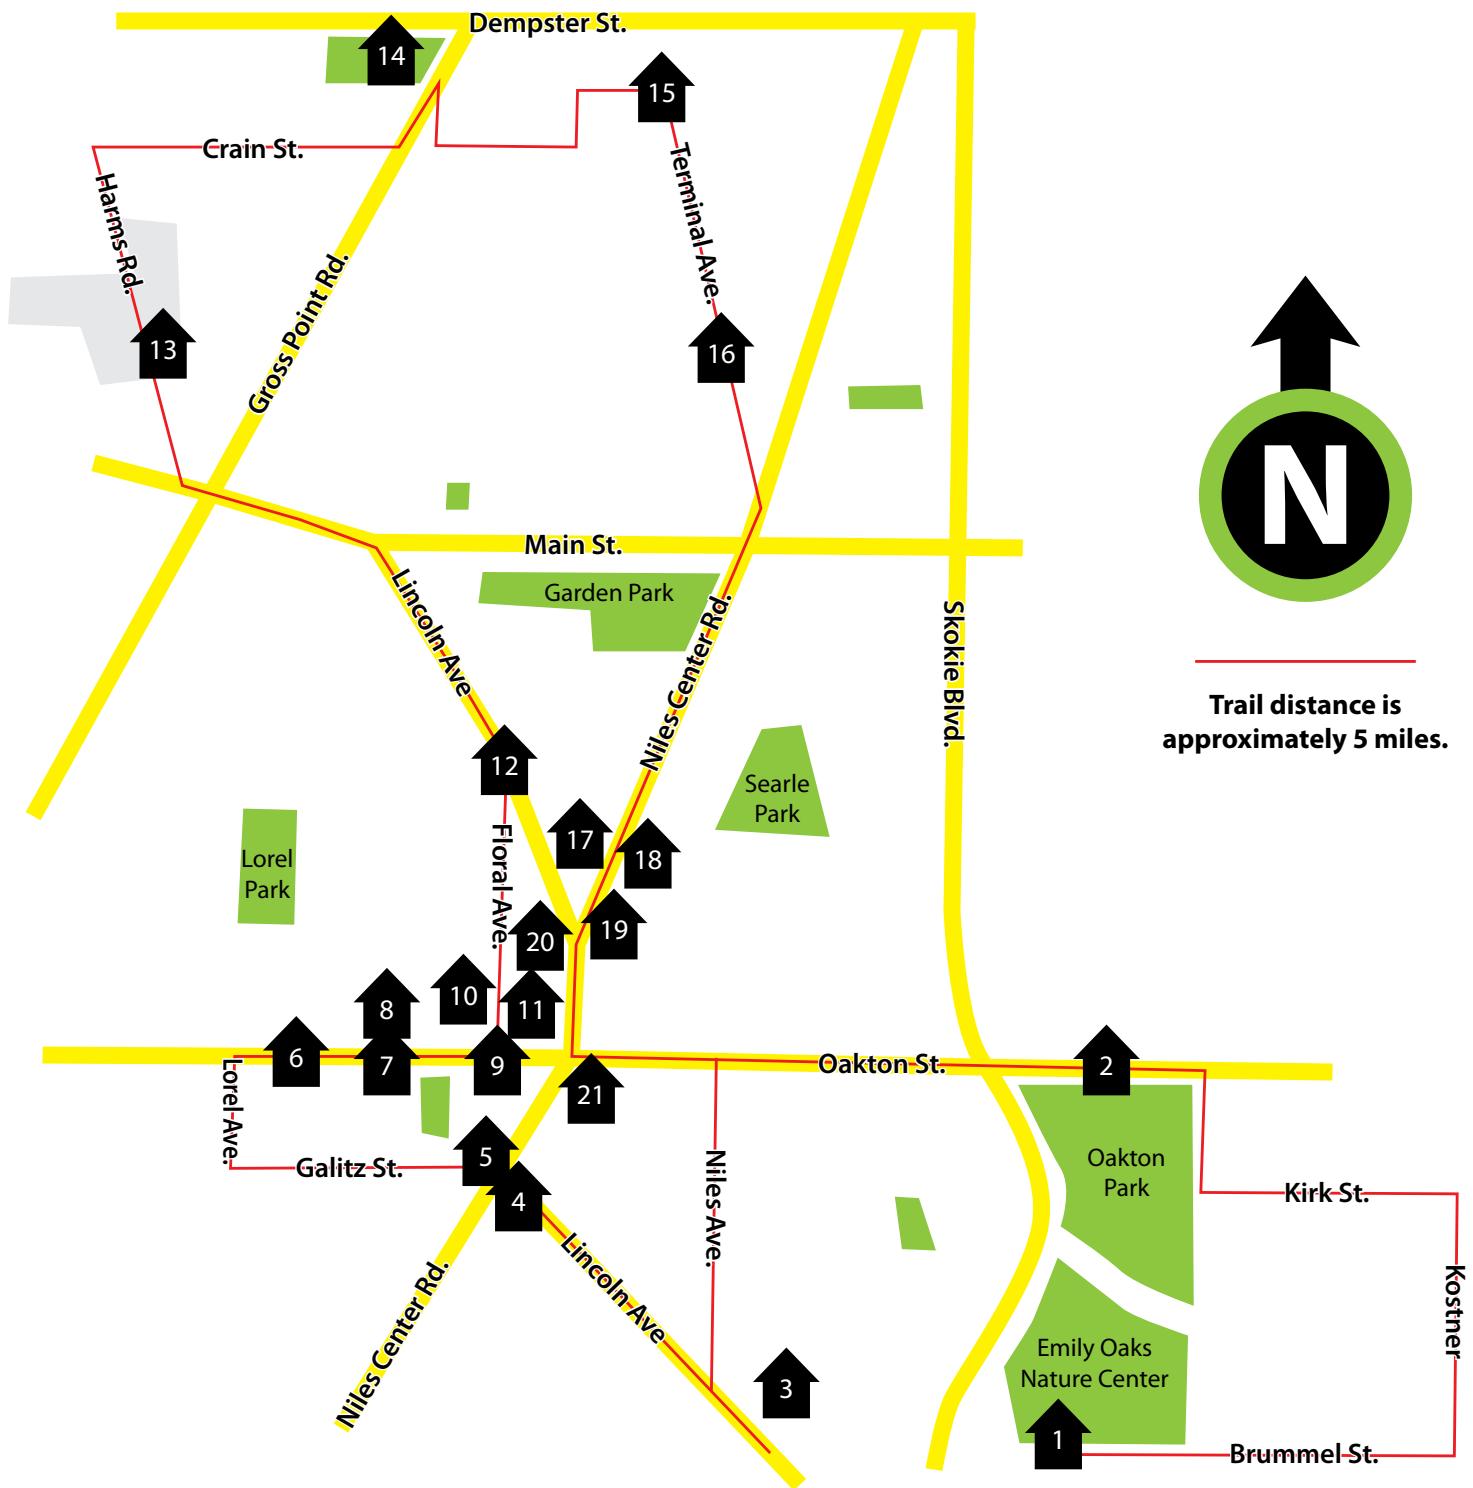 Dempster St.
14
15
Crain St.
Terminal Ave.
Harms Rd.
Gross Point Rd.
13
16
N
Main St.
Garden Park
Lincoln Ave
Niles Center Rd.
Skokie Blvd.
Trail distance is
approximately 5 miles.
12
Searle
Park
17
18
Floral Ave.
Lorel
Park
19
20
10
11
8
6
7
9
Oakton St.
2
21
Lorel Ave.
5
Galitz St.
4
Niles Ave.
Oakton
Park
Kirk St.
Lincoln Ave
Niles Center Rd.
Kostner
Emily Oaks
Nature Center
3
1
Brummel St.